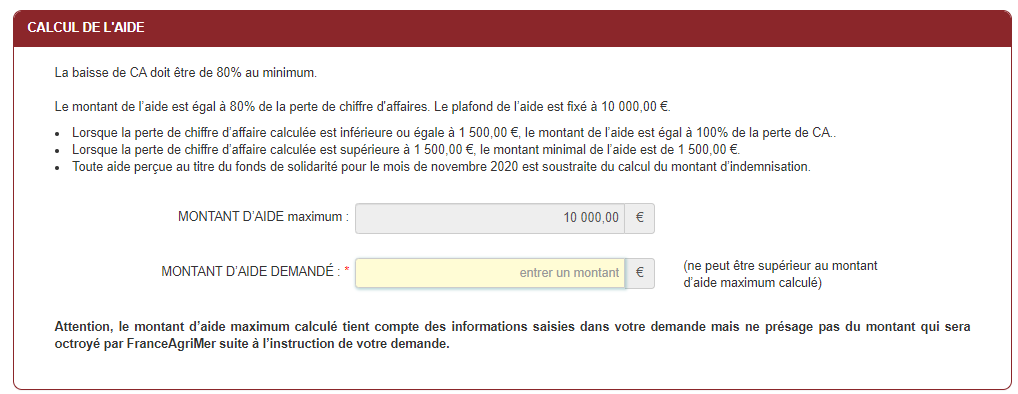 CALCUL DE L'AIDE
La baisse de CA doit être de 80% au minimum.
Le montant de l'aide est égal à 80% de la perte de chiffre d'affaires. Le plafond de l'aide est fixé à 10 000,00 €.
• Lorsque la perte de chiffre d'affaire calculée est inférieure ou égale à 1 500,00 €, le montant de l'aide est égal à 100% de la perte de CA..
• Lorsque la perte de chiffre d'affaire calculée est supérieure à 1 500,00 €, le montant minimal de l'aide est de 1 500,00 €.
• Toute aide perçue au titre du fonds de solidarité pour le mois de novembre 2020 est soustraite du calcul du montant d'indemnisation.
MONTANT D'AIDE maximum : 10 000,00 €
MONTANT D'AIDE DEMANDÉ : * entrer un montant € (ne peut être supérieur au montant
d'aide maximum calculé)
Attention, le montant d'aide maximum calculé tient compte des informations saisies dans votre demande mais ne présage pas du montant qui sera
octroyé par FranceAgriMer suite à l'instruction de votre demande.